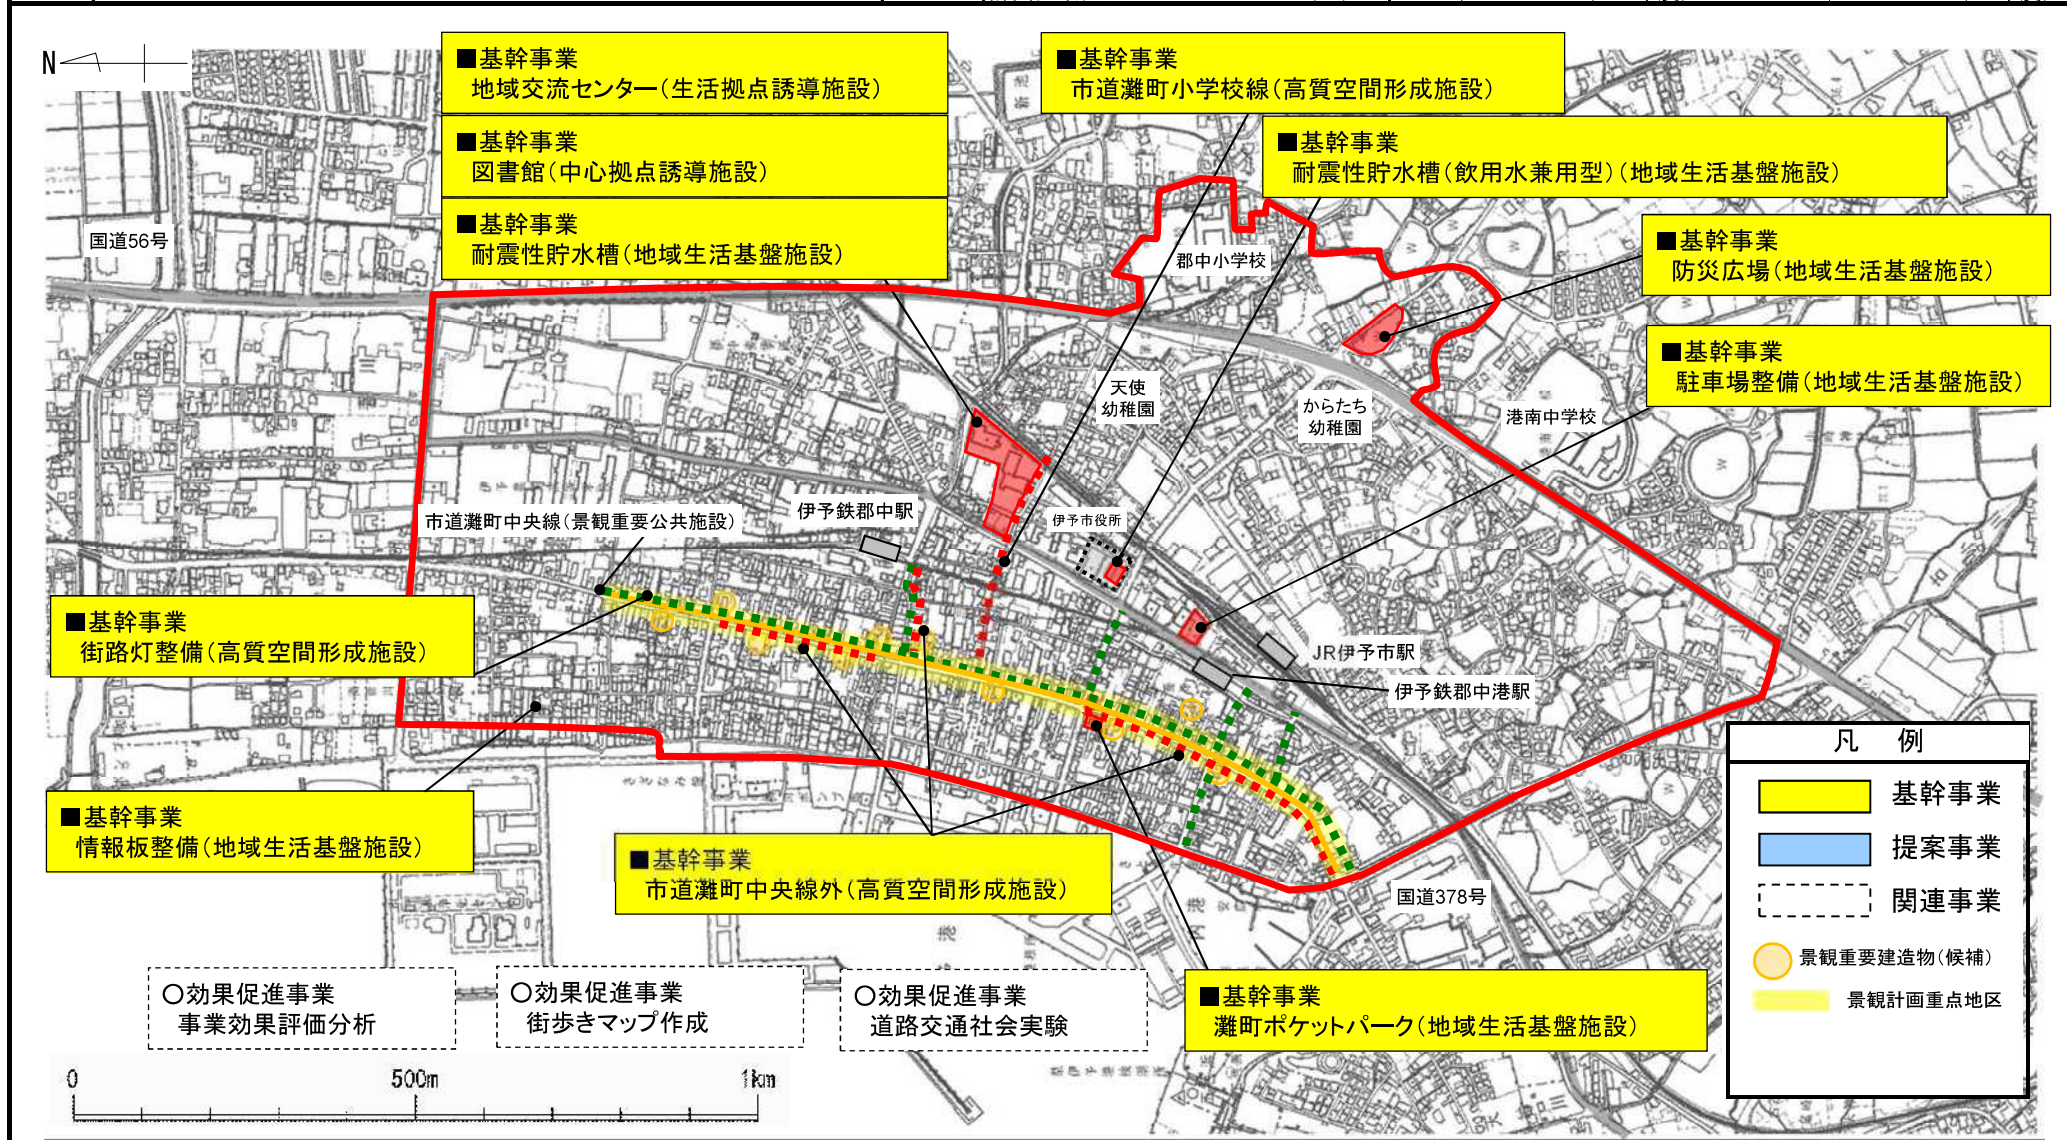 N
■基幹事業
地域交流センター（生活拠点誘導施設）
■基幹事業
図書館（中心拠点誘導施設）
■基幹事業
耐震性貯水槽（地域生活基盤施設）
■基幹事業
市道灘町小学校線（高質空間形成施設）
■基幹事業
耐震性貯水槽（飲用水兼用型）（地域生活基盤施設）
■基幹事業
防災広場（地域生活基盤施設）
■基幹事業
駐車場整備（地域生活基盤施設）
国道56号
郡中小学校
天使
幼稚園
からたち
幼稚園
港南中学校
市道灘町中央線（景観重要公共施設）
伊予鉄郡中駅
伊予市役所
JR伊予市駅
伊予鉄郡中港駅
■基幹事業
街路灯整備（高質空間形成施設）
■基幹事業
情報板整備（地域生活基盤施設）
■基幹事業
市道灘町中央線外（高質空間形成施設）
国道378号
■基幹事業
灘町ポケットパーク（地域生活基盤施設）
○効果促進事業
事業効果評価分析
○効果促進事業
街歩きマップ作成
○効果促進事業
道路交通社会実験
凡 例
基幹事業
提案事業
関連事業
景観重要建造物（候補）
景観計画重点地区
0 500m 1km